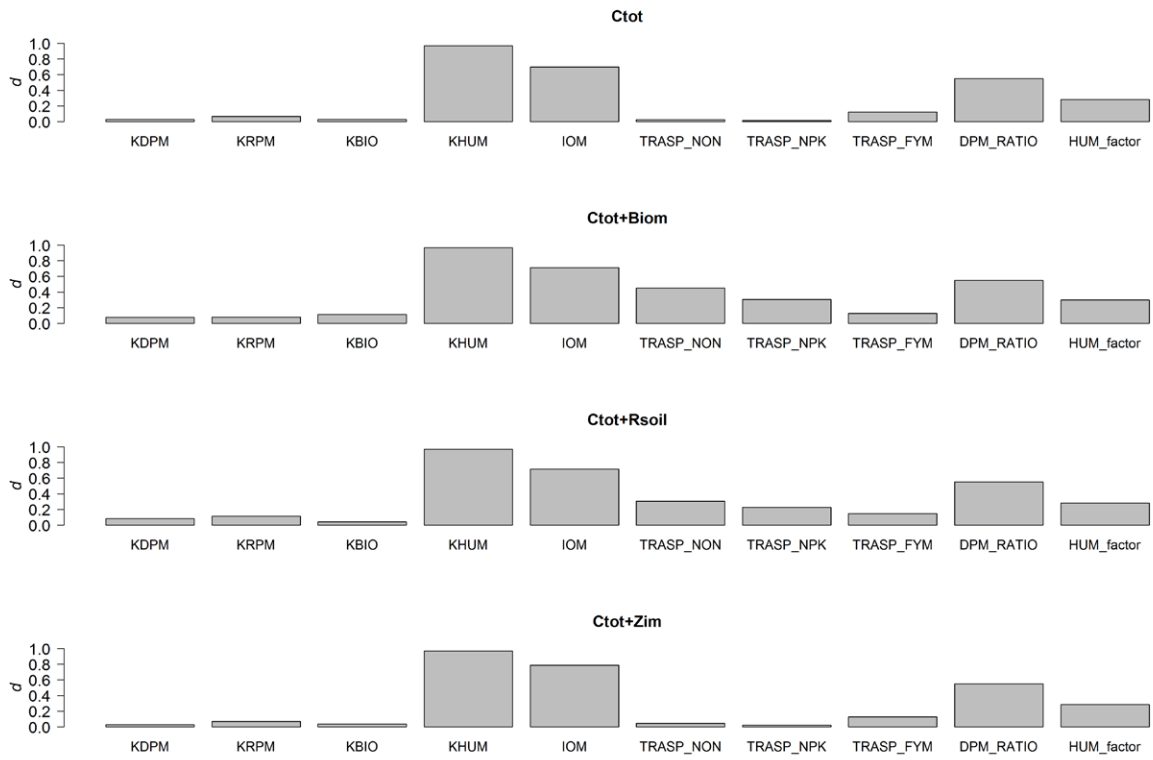 Ctot
1.0
0.8
0.6
0.4
0.2
0.0
d
KDPM KRPM KBIO KHUM IOM TRASP_NON TRASP_NPK TRASP_FYM DPM_RATIO HUM_factor
Ctot+Biom
1.0
0.8
0.6
0.4
0.2
0.0
d
KDPM KRPM KBIO KHUM IOM TRASP_NON TRASP_NPK TRASP_FYM DPM_RATIO HUM_factor
Ctot+Rsoil
1.0
0.8
0.6
0.4
0.2
0.0
d
KDPM KRPM KBIO KHUM IOM TRASP_NON TRASP_NPK TRASP_FYM DPM_RATIO HUM_factor
Ctot+Zim
1.0
0.8
0.6
0.4
0.2
0.0
d
KDPM KRPM KBIO KHUM IOM TRASP_NON TRASP_NPK TRASP_FYM DPM_RATIO HUM_factor